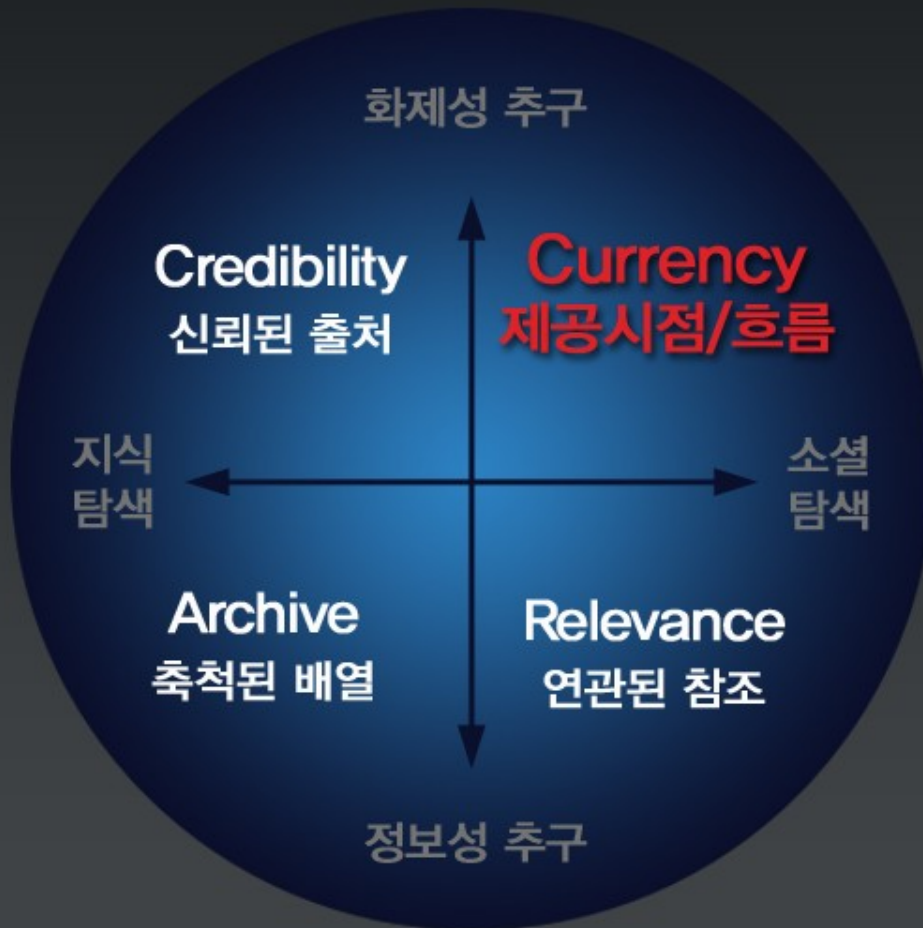 화제성 추구
Credibility
신뢰된 출처
Currency
제공시점/흐름
지식
탐색
소셜
탐색
Archive
축척된 배열
Relevance
연관된 참조
정보성 추구